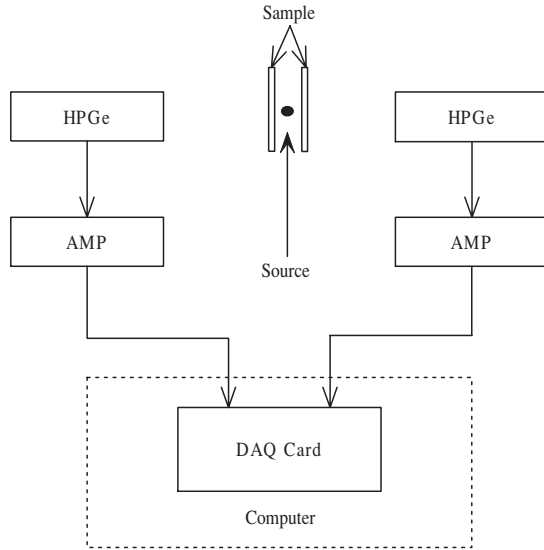 Sample
HPGe
HPGe
AMP
AMP
Source
DAQ Card
Computer